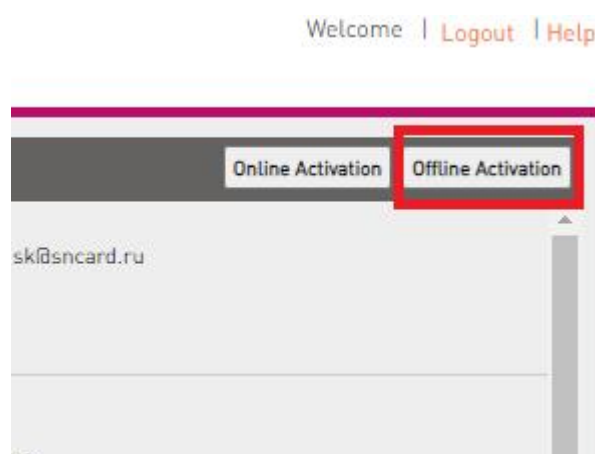 Welcome | Logout | Help
Online Activation Offline Activation
sk@sncard.ru